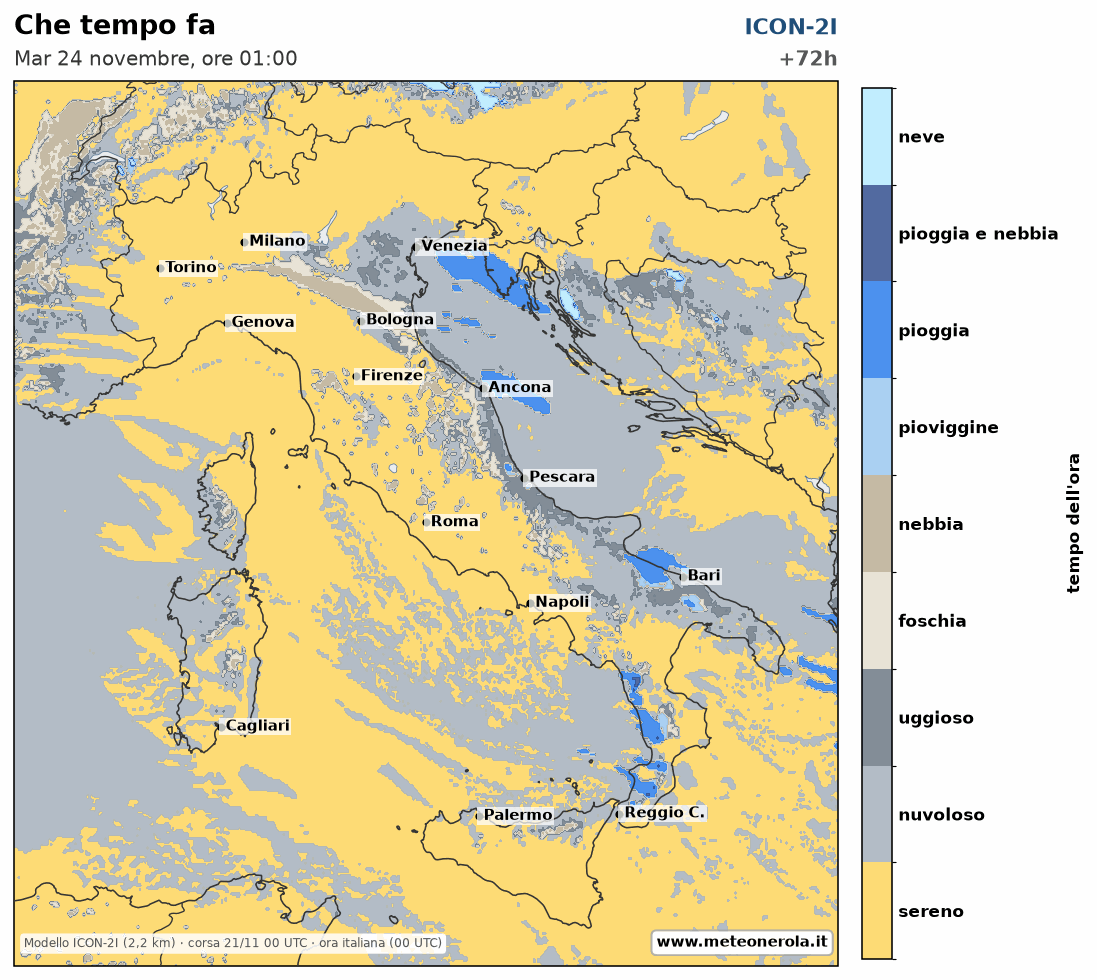 Che tempo fa
ICON-2I
Mar 24 novembre, ore 01:00
+72h
neve
pioggia e nebbia
pioggia
pioviggine
nebbia
foschia
uggioso
nuvoloso
sereno
tempo dell'ora
Milano
Venezia
Torino
Genova
Bologna
Firenze
Ancona
Pescara
Roma
Bari
Napoli
Cagliari
Palermo
Reggio C.
Modello ICON-2I (2,2 km) · corsa 21/11 00 UTC · ora italiana (00 UTC)
www.meteonerola.it